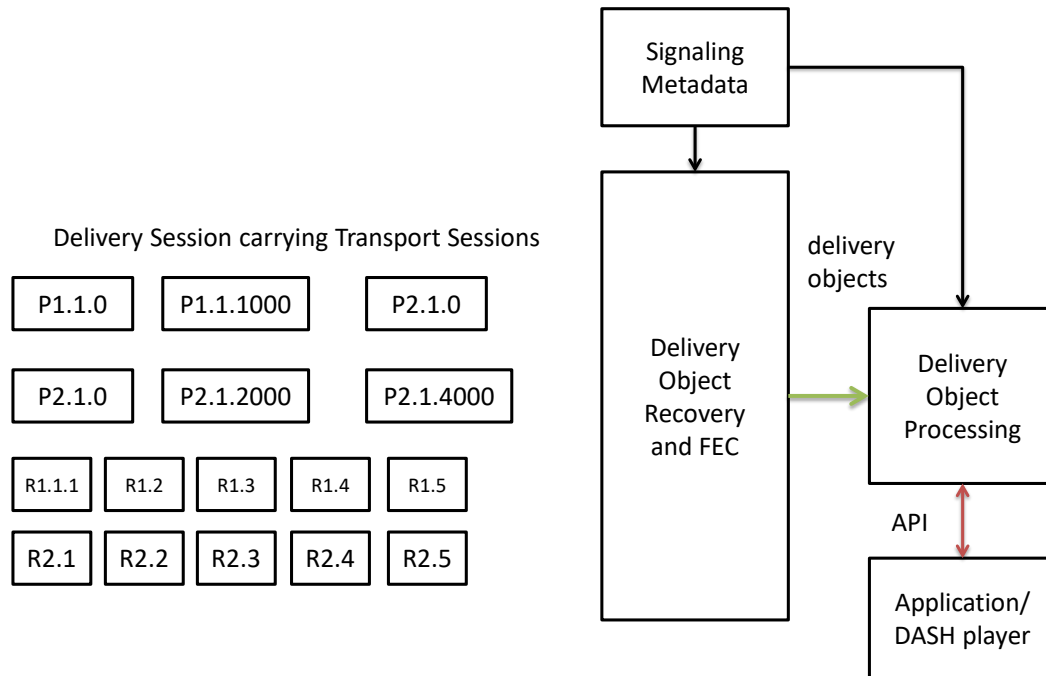 Signaling
Metadata
Delivery Session carrying Transport Sessions
P1.1.0
P1.1.1000
P2.1.0
P2.1.0
P2.1.2000
P2.1.4000
R1.1.1
R1.2
R1.3
R1.4
R1.5
R2.1
R2.2
R2.3
R2.4
R2.5
Delivery
Object
Recovery
and FEC
delivery
objects
Delivery
Object
Processing
API
Application/
DASH player